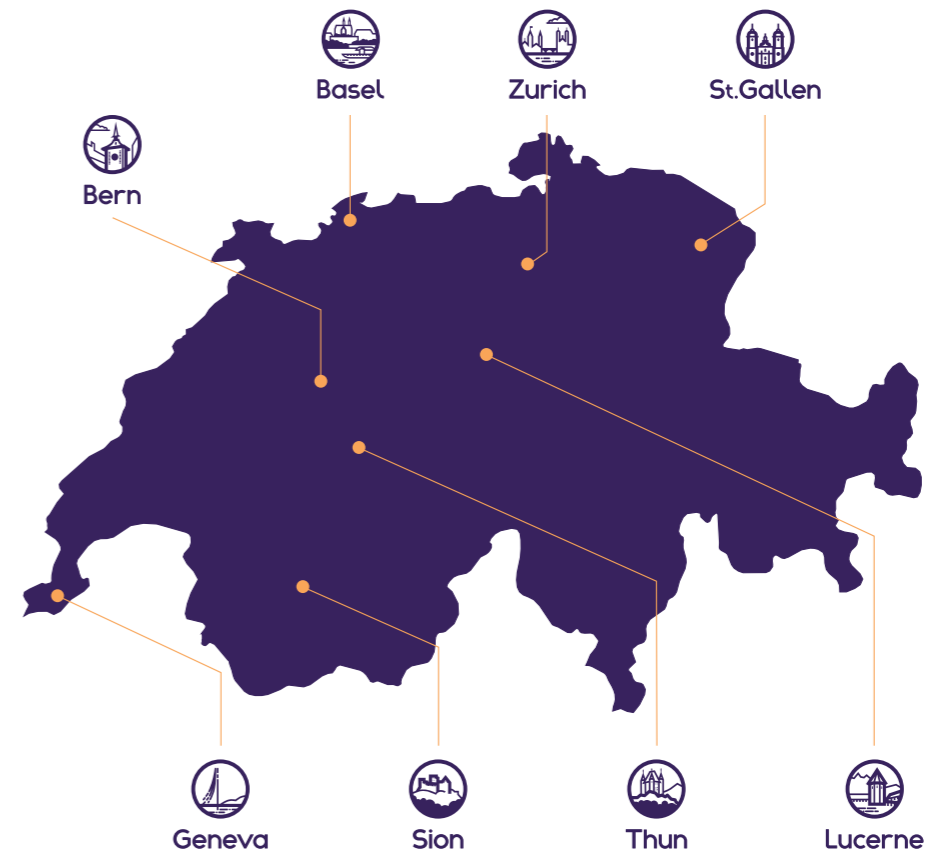 Basel
Zurich
St.Gallen
Bern
Geneva
Sion
Thun
Lucerne